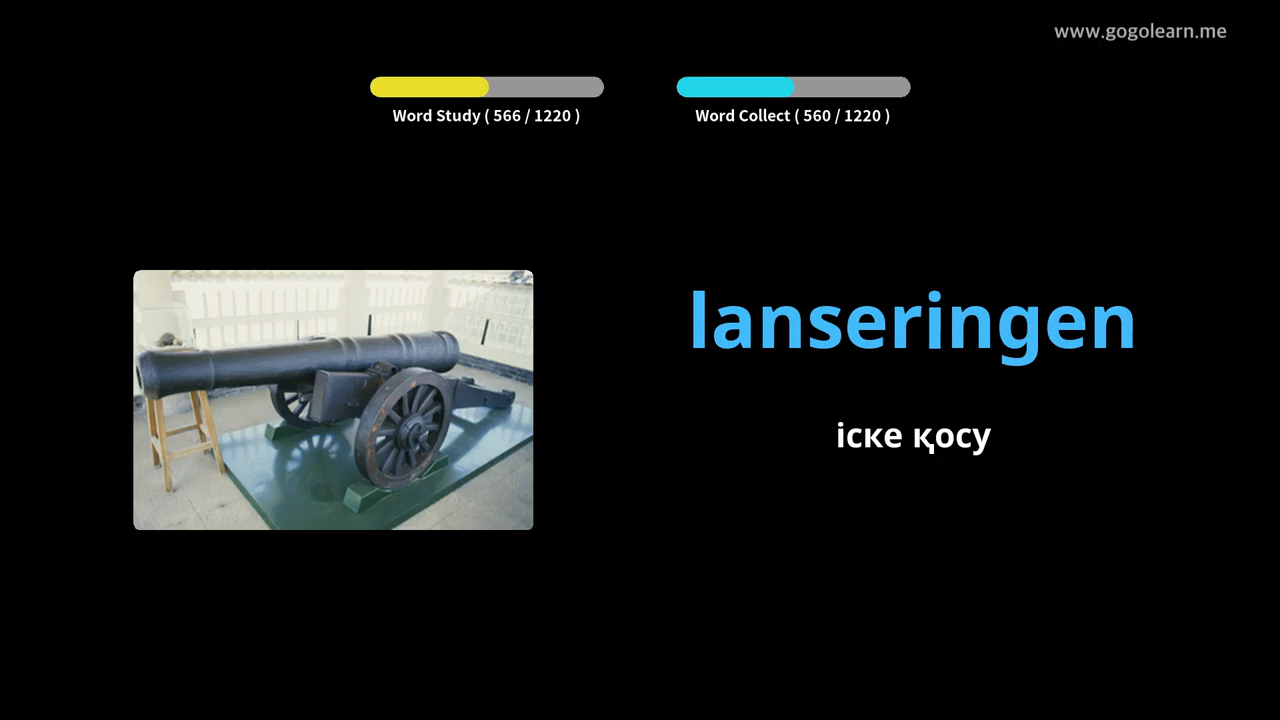 www.gogolearn.me
Word Study ( 566 / 1220 )
Word Collect ( 560 / 1220 )
lanseringen
іске қосу